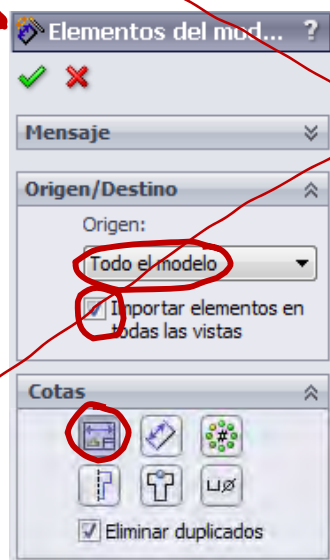 Elementos del mod... ?
Mensaje
Origen/Destino
Origen:
Todo el modelo
Importar elementos en
todas las vistas
Cotas
#
Eliminar duplicados